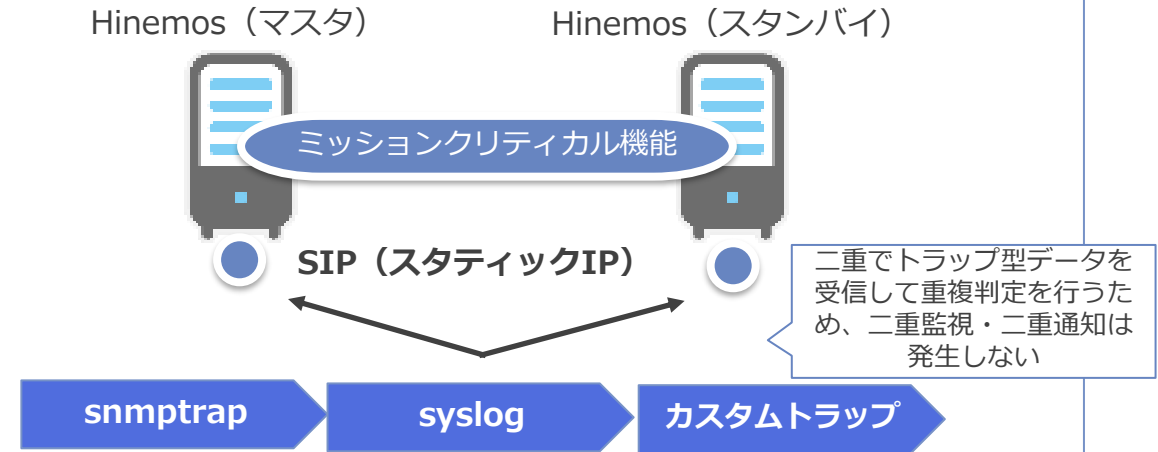 Hinemos（マスタ）
Hinemos（スタンバイ）
ミッションクリティカル機能
SIP（スタティックIP）
二重でトラップ型データを
受信して重複判定を行うた
め、二重監視・二重通知は
発生しない
snmptrap
syslog
カスタムトラップ